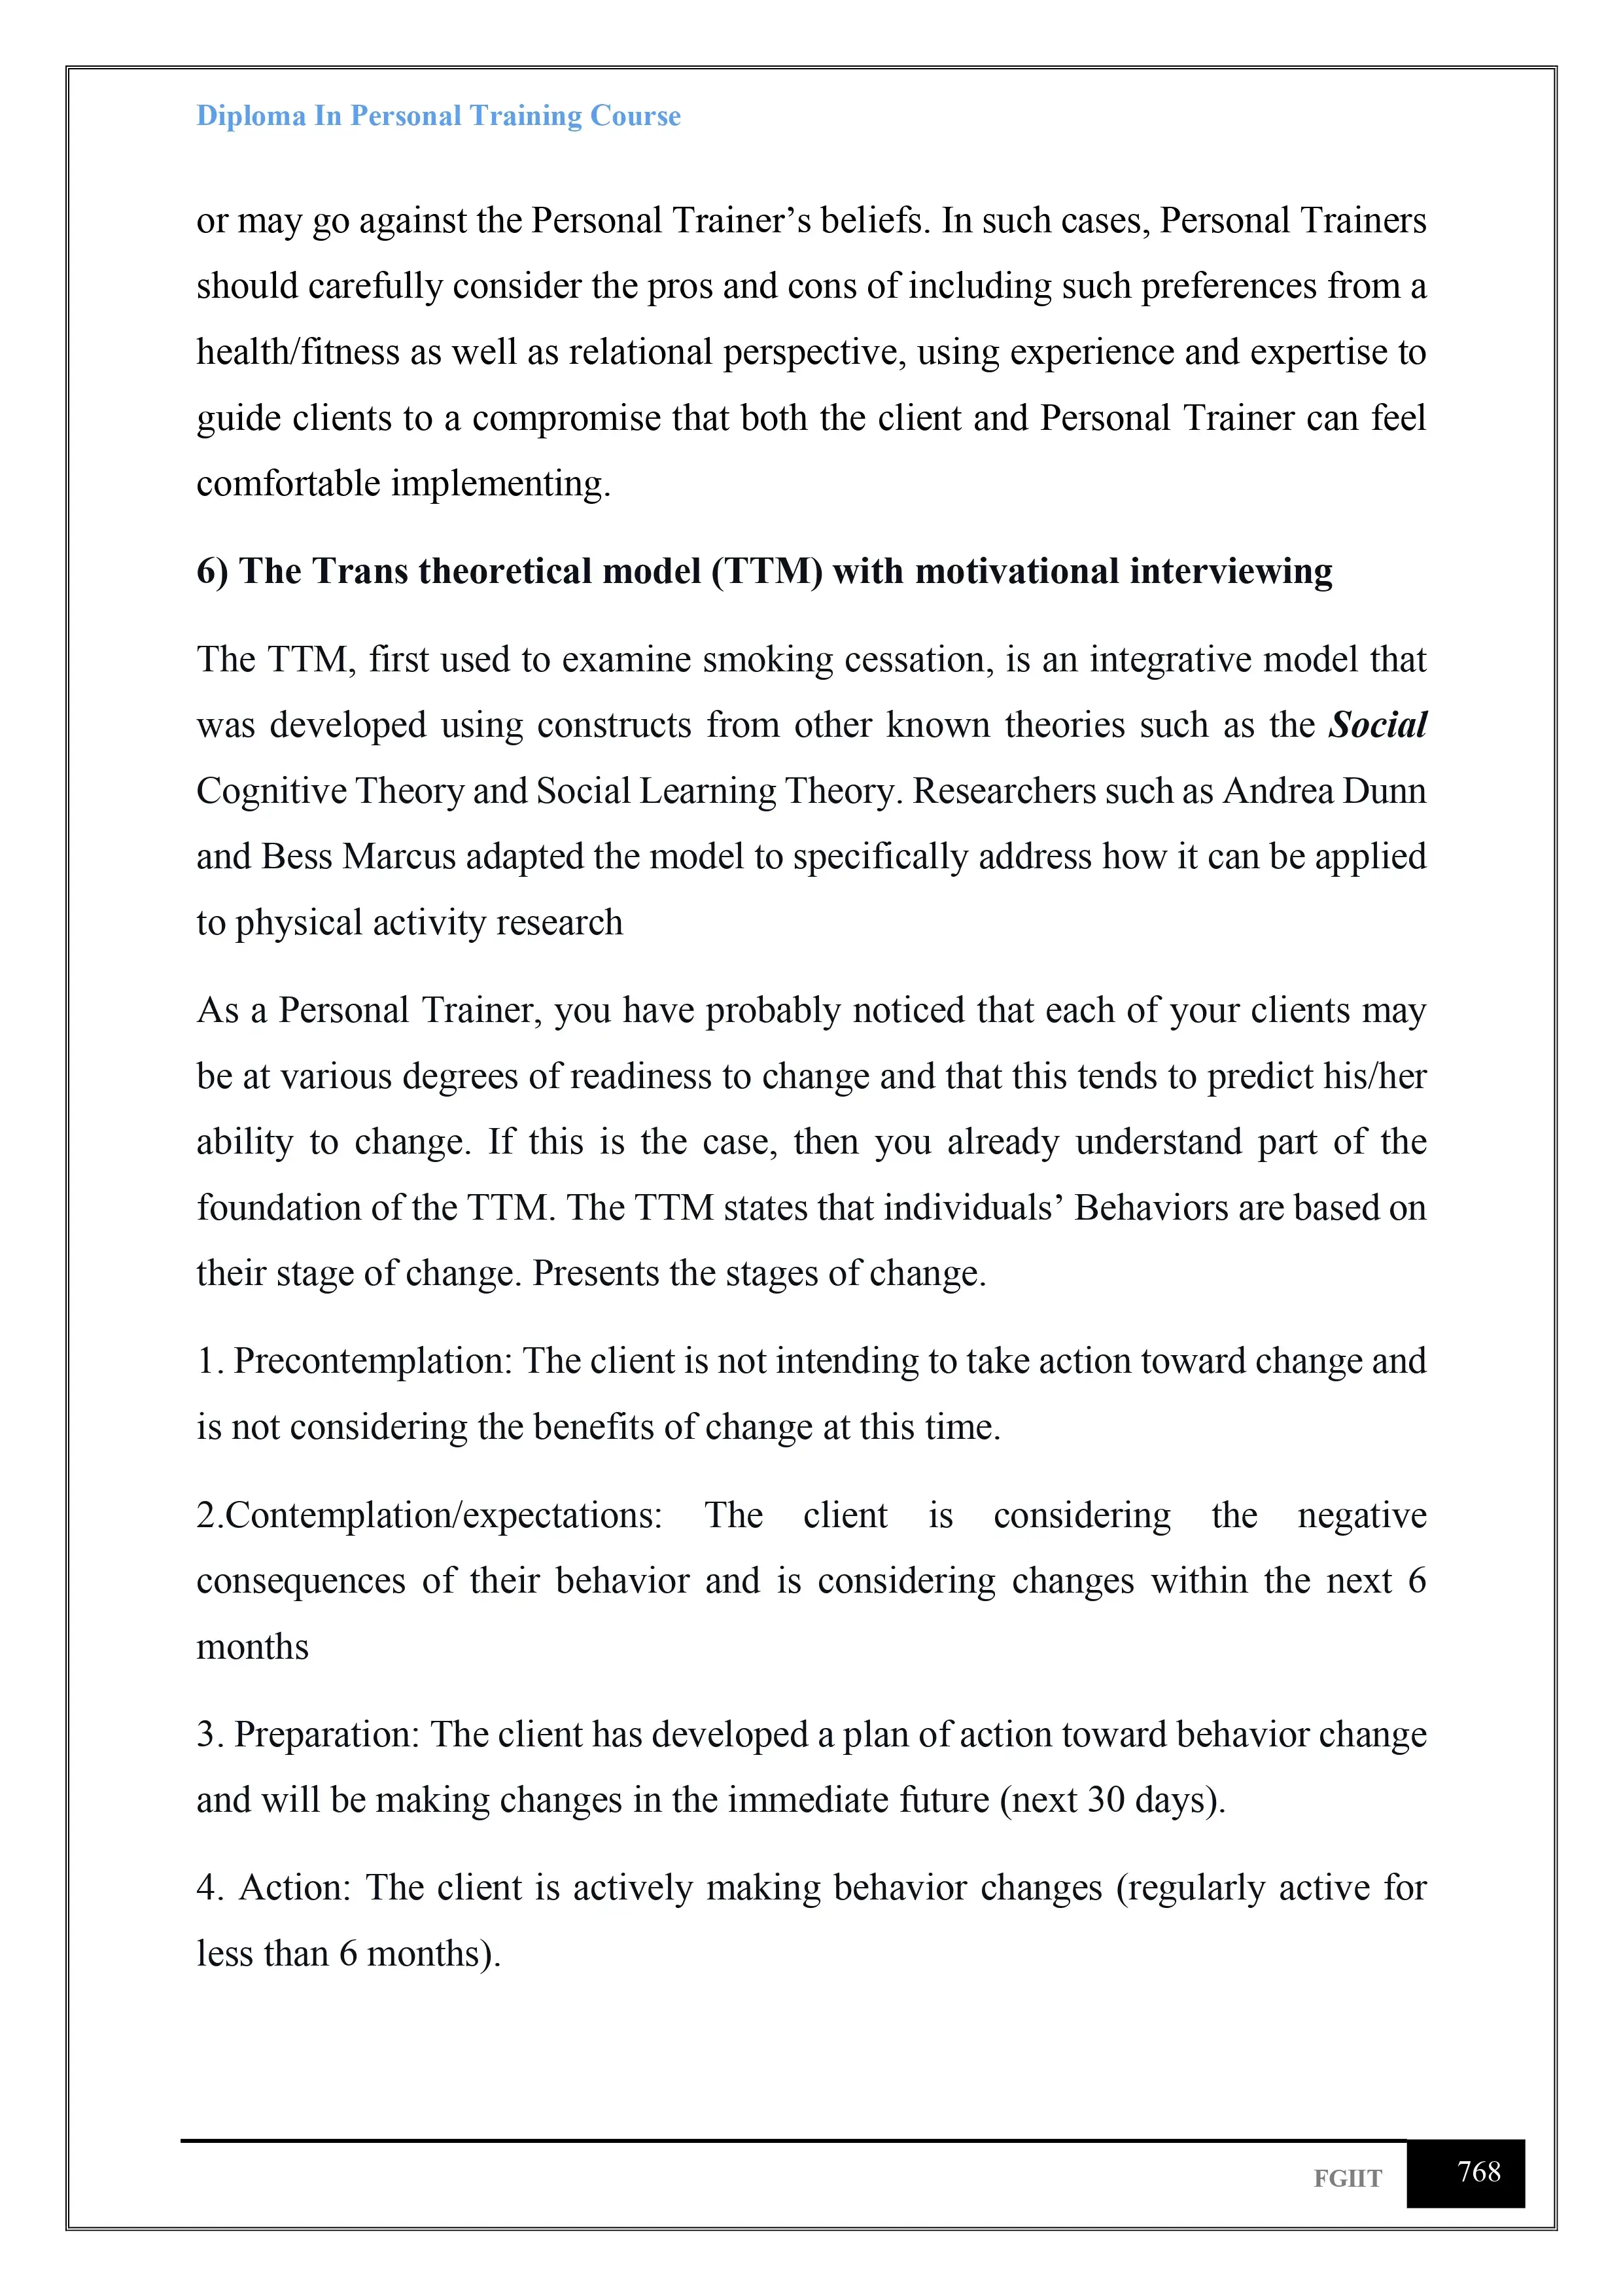 Diploma In Personal Training Course
or may go against the Personal Trainer’s beliefs. In such cases, Personal Trainers
should carefully consider the pros and cons of including such preferences from a
health/fitness as well as relational perspective, using experience and expertise to
guide clients to a compromise that both the client and Personal Trainer can feel
comfortable implementing.
6) The Trans theoretical model (TTM) with motivational interviewing
The TTM, first used to examine smoking cessation, is an integrative model that
was developed using constructs from other known theories such as the Social
Cognitive Theory and Social Learning Theory. Researchers such as Andrea Dunn
and Bess Marcus adapted the model to specifically address how it can be applied
to physical activity research
As a Personal Trainer, you have probably noticed that each of your clients may
be at various degrees of readiness to change and that this tends to predict his/her
ability to change. If this is the case, then you already understand part of the
foundation of the TTM. The TTM states that individuals’ Behaviors are based on
their stage of change. Presents the stages of change.
1. Precontemplation: The client is not intending to take action toward change and
is not considering the benefits of change at this time.
2.Contemplation/expectations: The client is considering the negative
consequences of their behavior and is considering changes within the next 6
months
3. Preparation: The client has developed a plan of action toward behavior change
and will be making changes in the immediate future (next 30 days).
4. Action: The client is actively making behavior changes (regularly active for
less than 6 months).
FGIIT 768